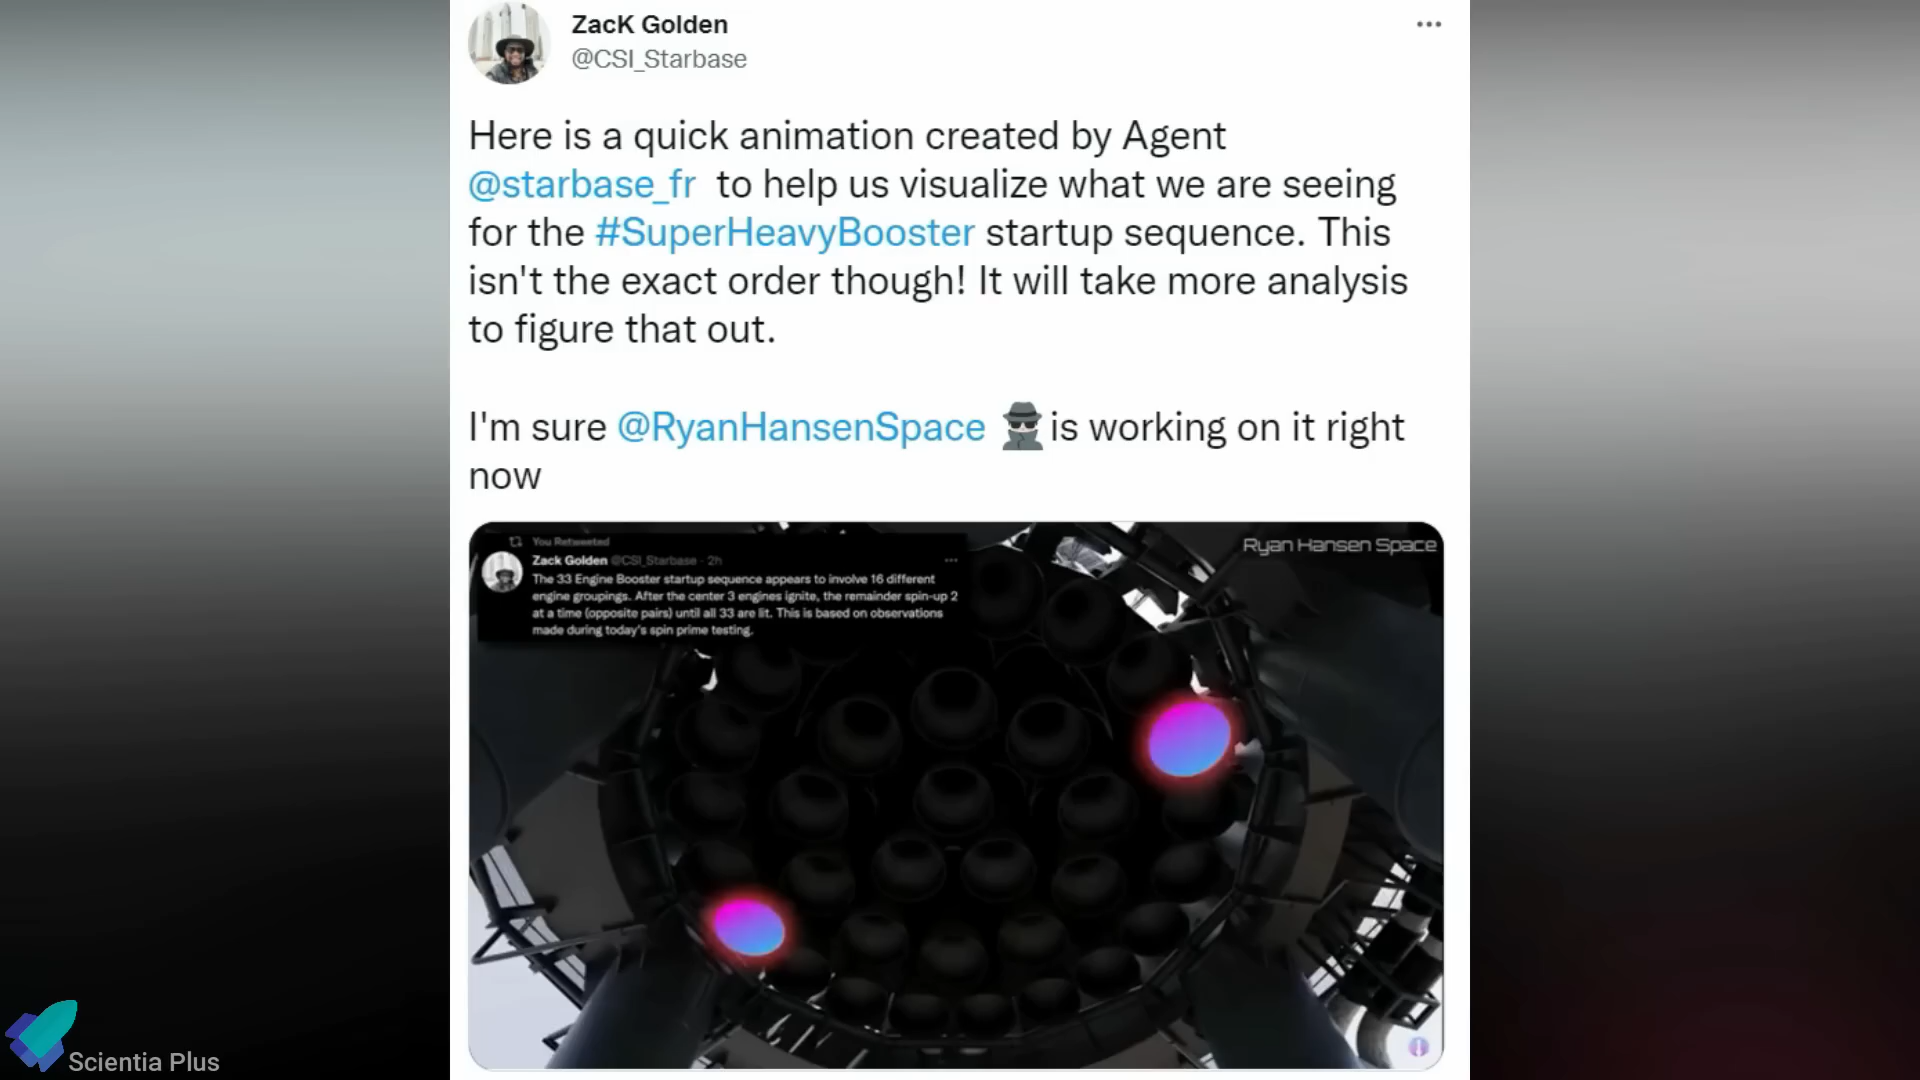 ZacK Golden
@CSI_Starbase
Here is a quick animation created by Agent
@starbase_fr to help us visualize what we are seeing
for the #SuperHeavyBooster startup sequence. This
isn't the exact order though! It will take more analysis
to figure that out.
I'm sure @RyanHansenSpace is working on it right
now
You Retweeted
Zack Golden @CSI_Starbase · 2h
The 33 Engine Booster startup sequence appears to involve 16 different
engine groupings. After the center 3 engines ignite, the remainder spin-up 2
at a time (opposite pairs) until all 33 are lit. This is based on observations
made during today's spin prime testing.
Ryan Hansen Space
Scientia Plus